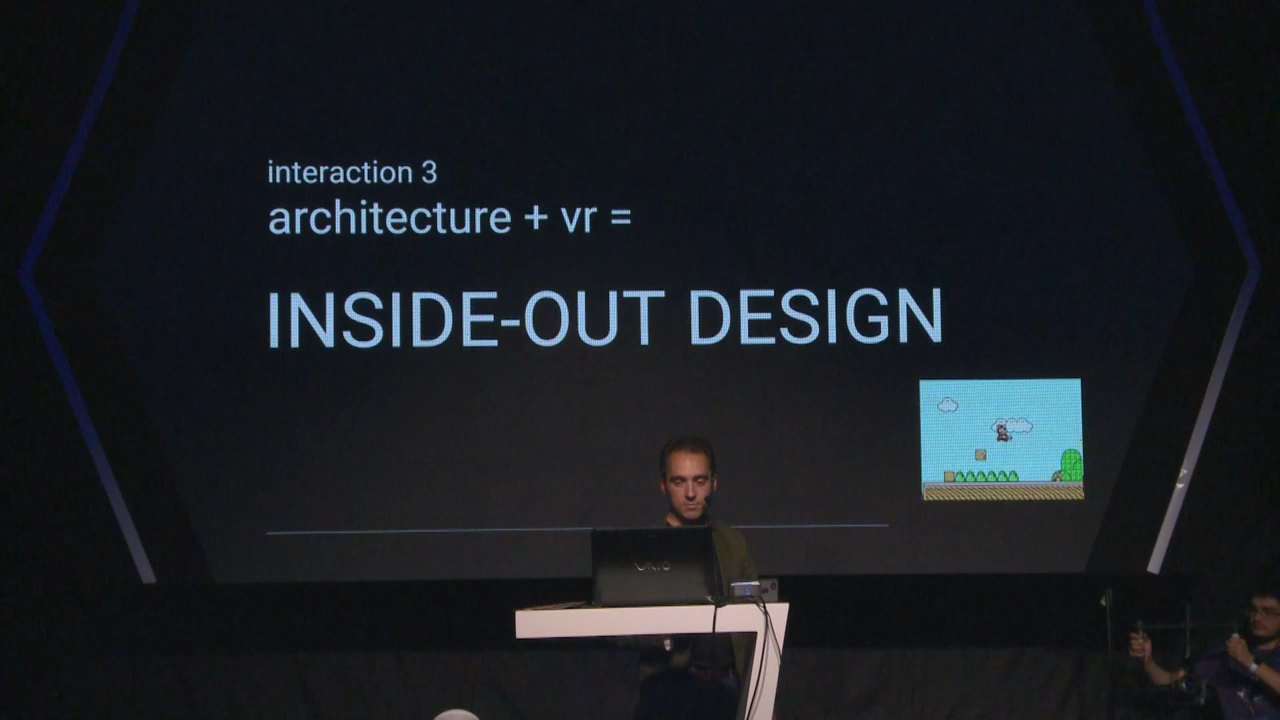 interaction 3
architecture + vr =
INSIDE-OUT DESIGN
VAIO